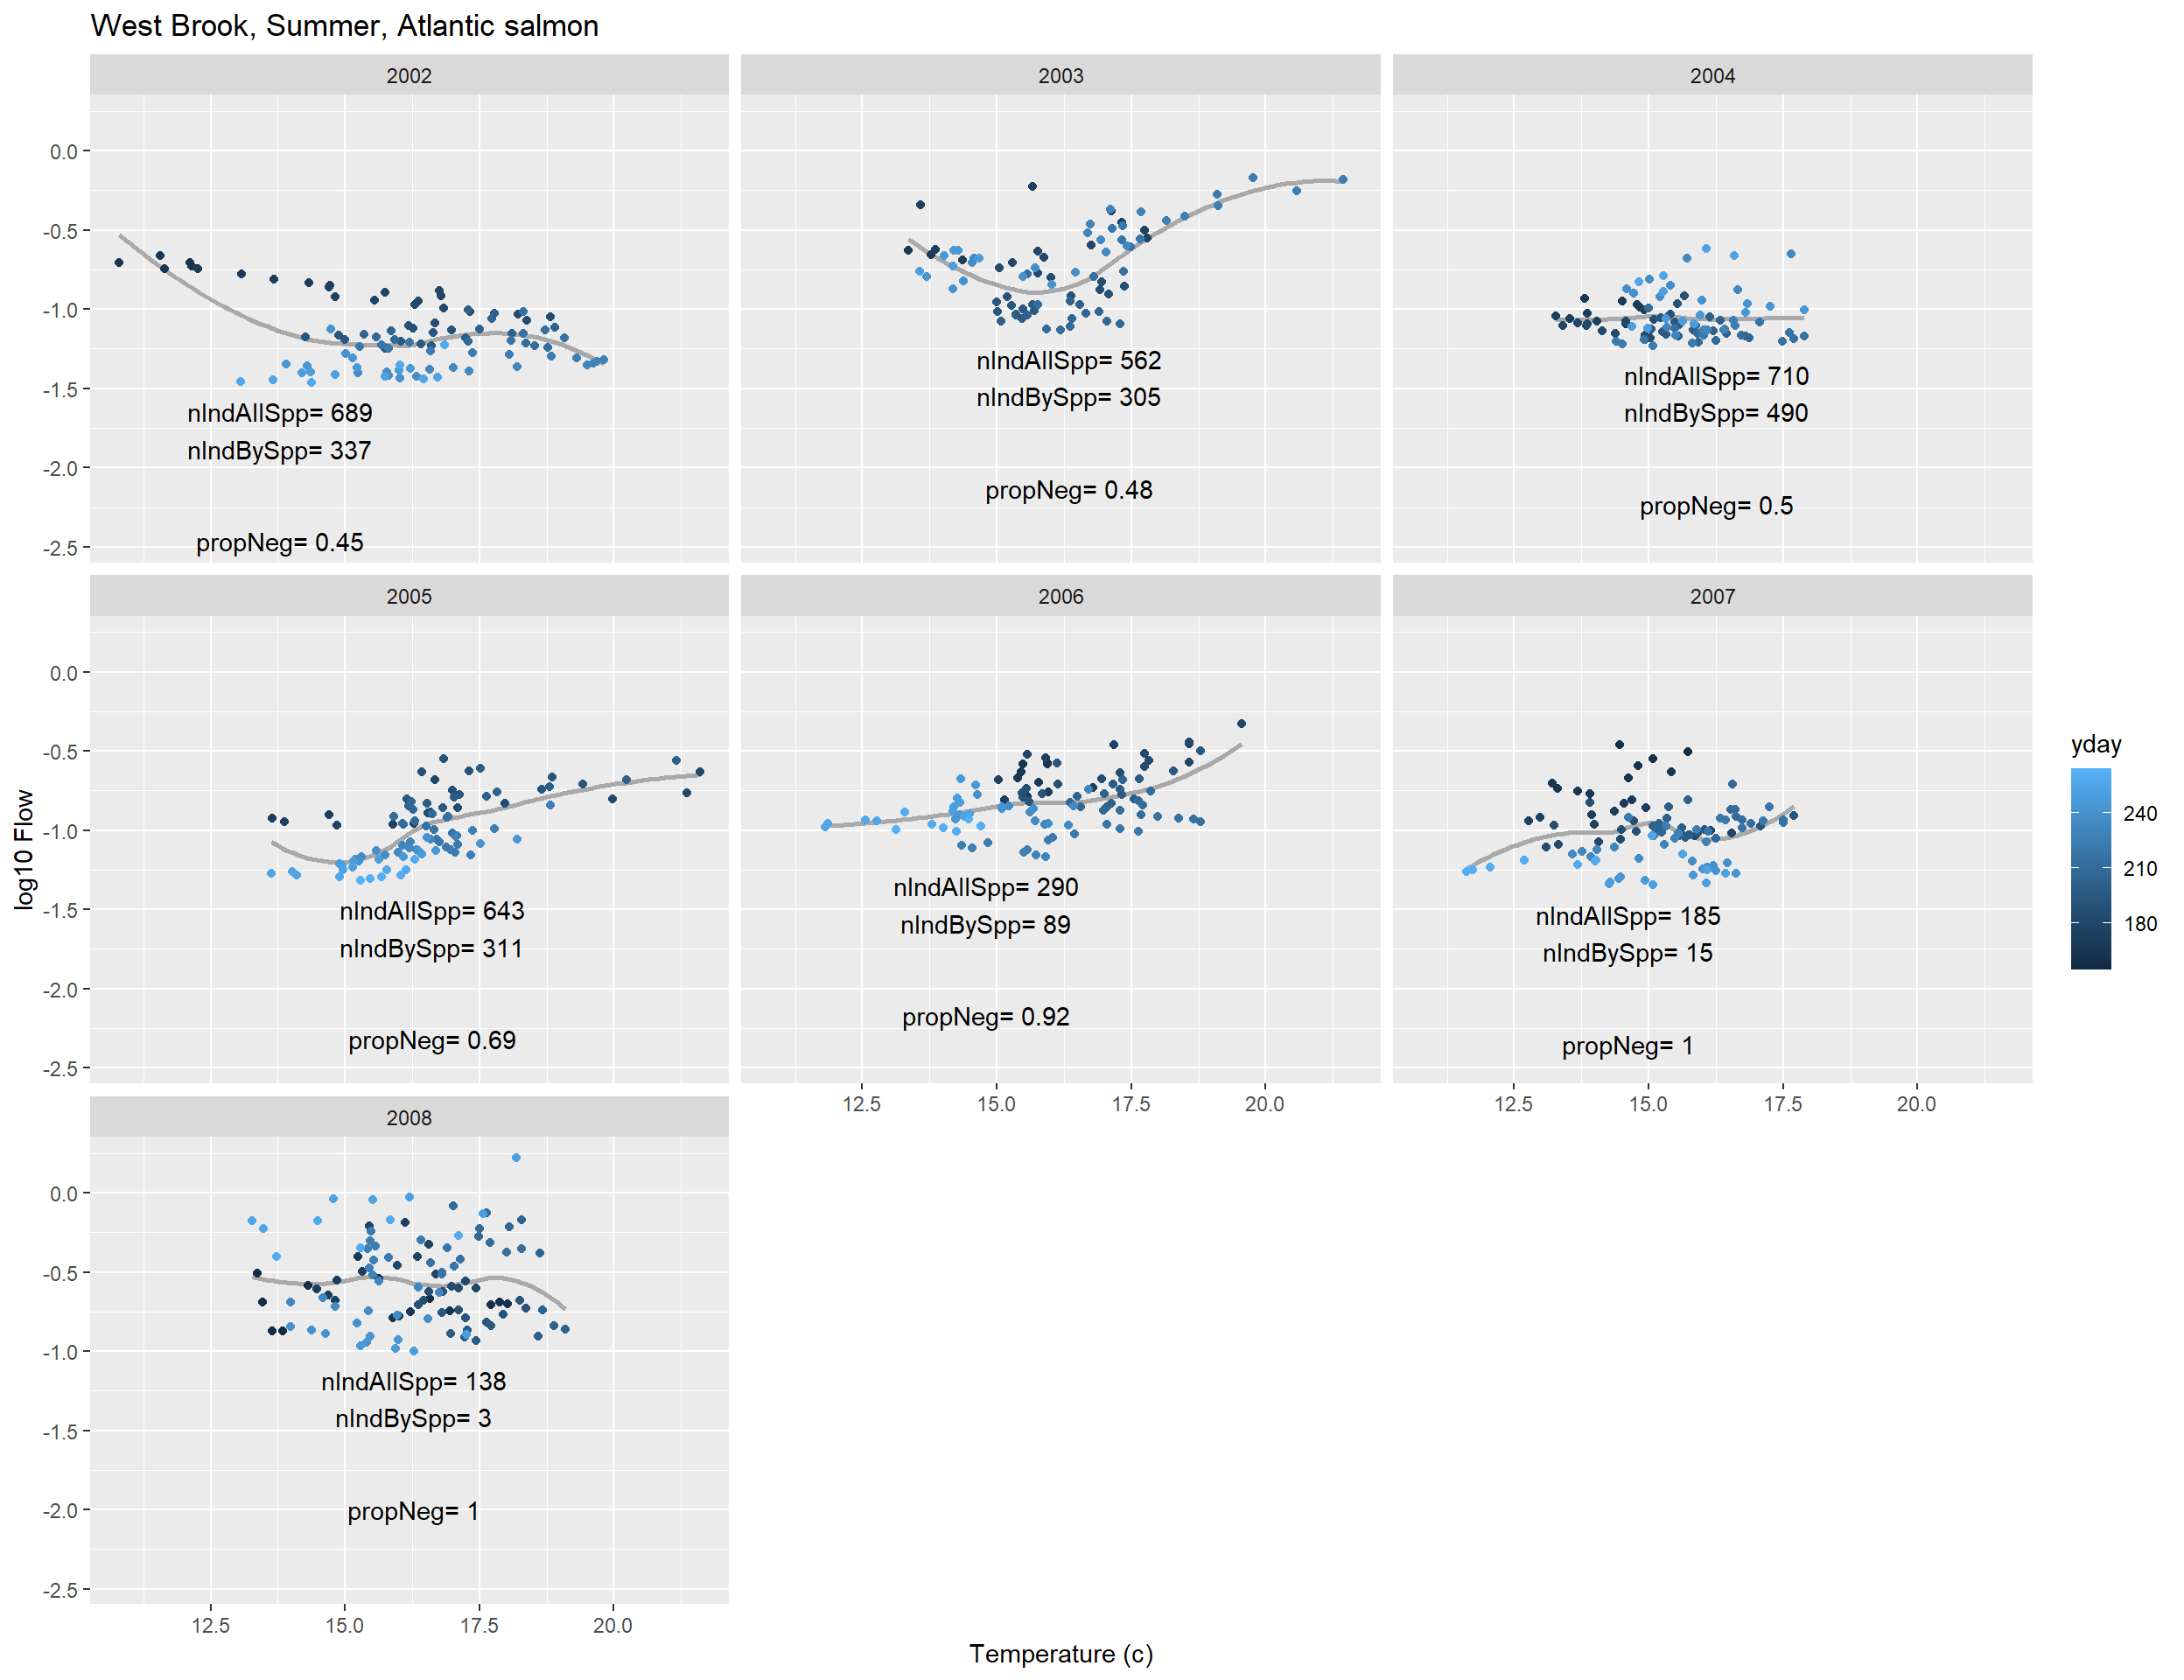 West Brook, Summer, Atlantic salmon
2002
2003
2004
0.0
-0.5
-1.0
-1.5
-2.0
-2.5
nIndAllSpp= 689
nIndBySpp= 337
propNeg= 0.45
nIndAllSpp= 562
nIndBySpp= 305
propNeg= 0.48
nIndAllSpp= 710
nIndBySpp= 490
propNeg= 0.5
2005
2006
2007
0.0
-0.5
-1.0
-1.5
-2.0
-2.5
log10 Flow
nIndAllSpp= 643
nIndBySpp= 311
propNeg= 0.69
nIndAllSpp= 290
nIndBySpp= 89
propNeg= 0.92
nIndAllSpp= 185
nIndBySpp= 15
propNeg= 1
12.5 15.0 17.5 20.0
12.5 15.0 17.5 20.0
yday
240
210
180
2008
0.0
-0.5
-1.0
-1.5
-2.0
-2.5
nIndAllSpp= 138
nIndBySpp= 3
propNeg= 1
12.5 15.0 17.5 20.0
Temperature (c)